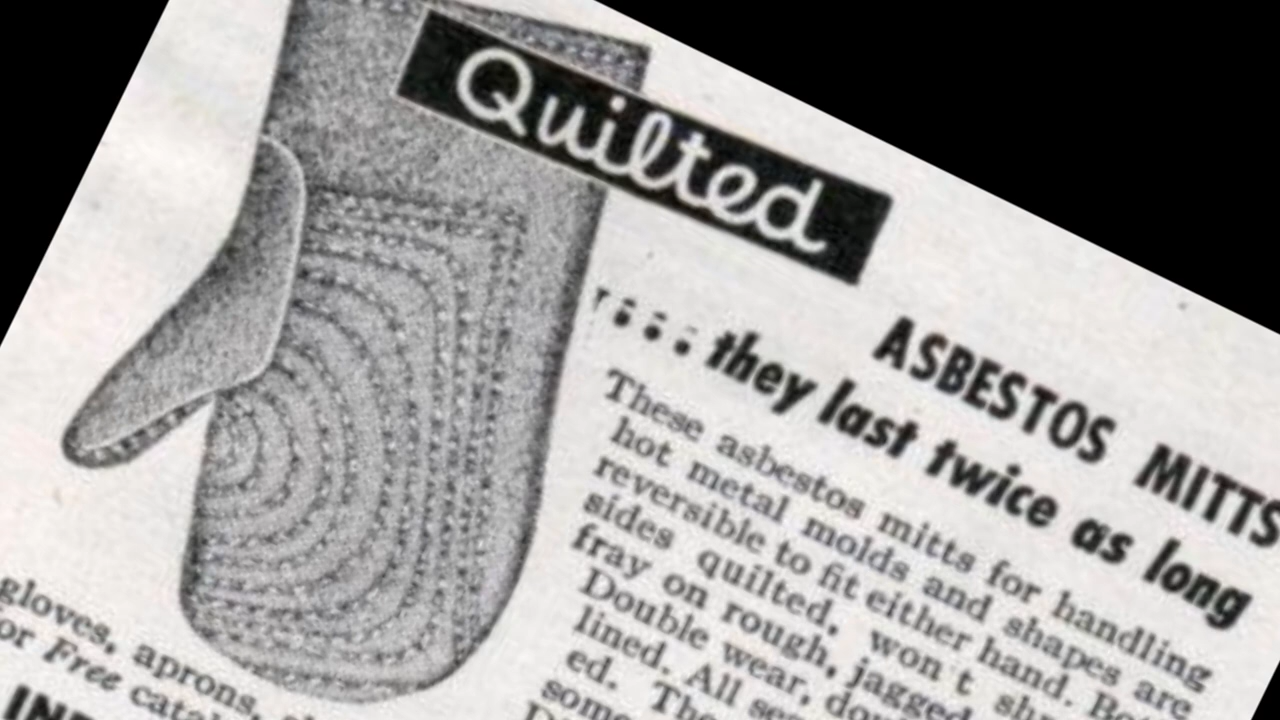 Quilted
ASBESTOS MITTS
....they last twice as long
These asbestos mitts for handling
hot metal molds and shapes are
reversible to fit either hand.
sides quilted, won't
fray on rough, jagged
Double wear,
lined. All
ed. The
some
gloves, aprons,
or Free